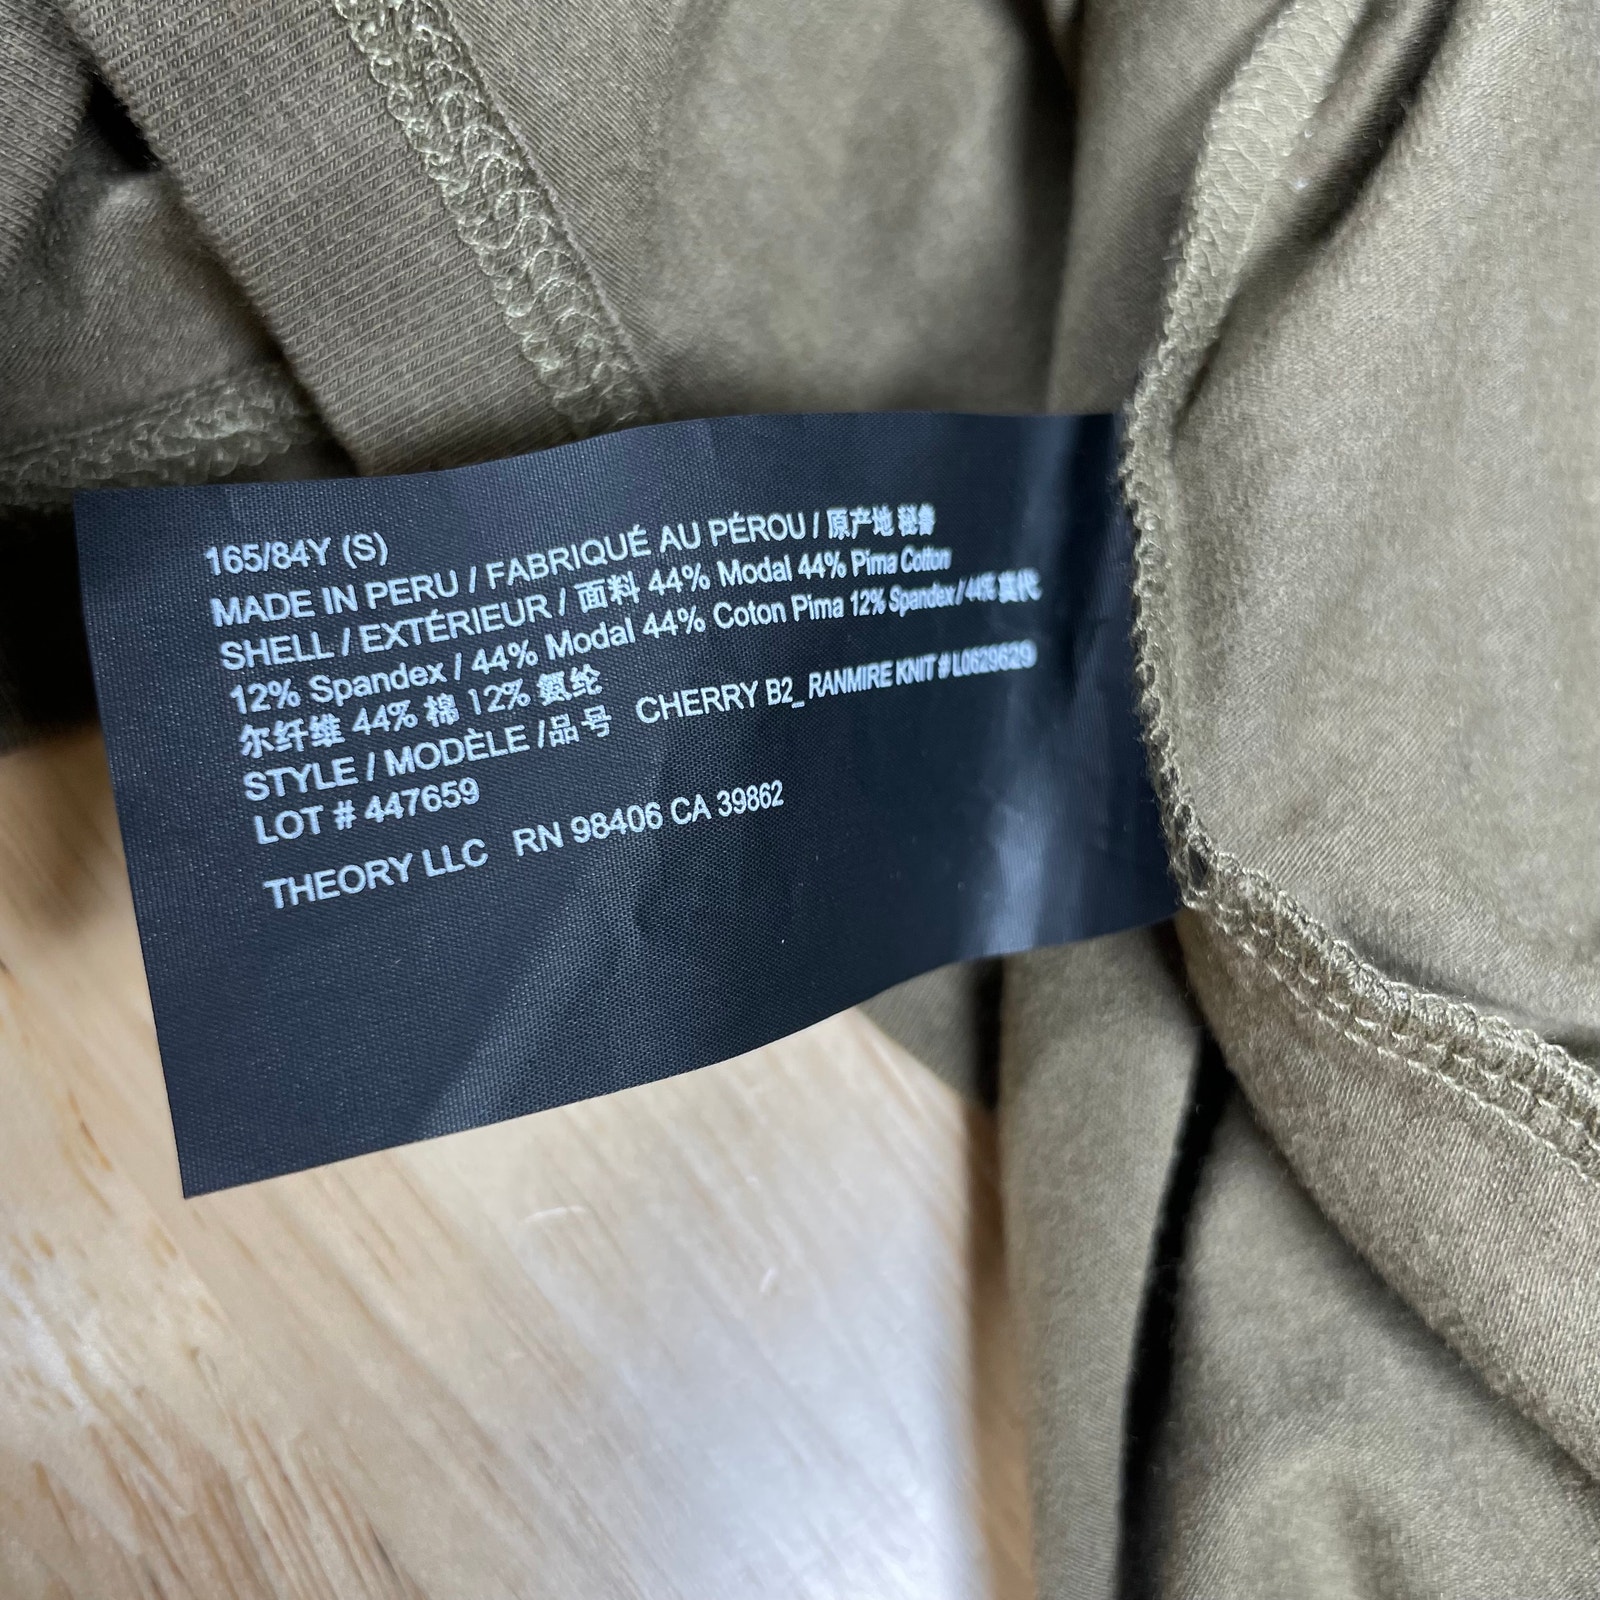 165/84Y (S)
MADE IN PERU / FABRIQUÉ AU PÉROU / 原产地 秘鲁
SHELL / EXTÉRIEUR / 面料 44% Modal 44% Pima Cotton
12% Spandex / 44% Modal 44% Coton Pima 12% Spandex / 44% 莫代
尔纤维 44% 棉 12% 氨纶
STYLE / MODÈLE /品号 CHERRY B2_RANMIRE KNIT # L0629629
LOT # 447659
THEORY LLC RN 98406 CA 39862